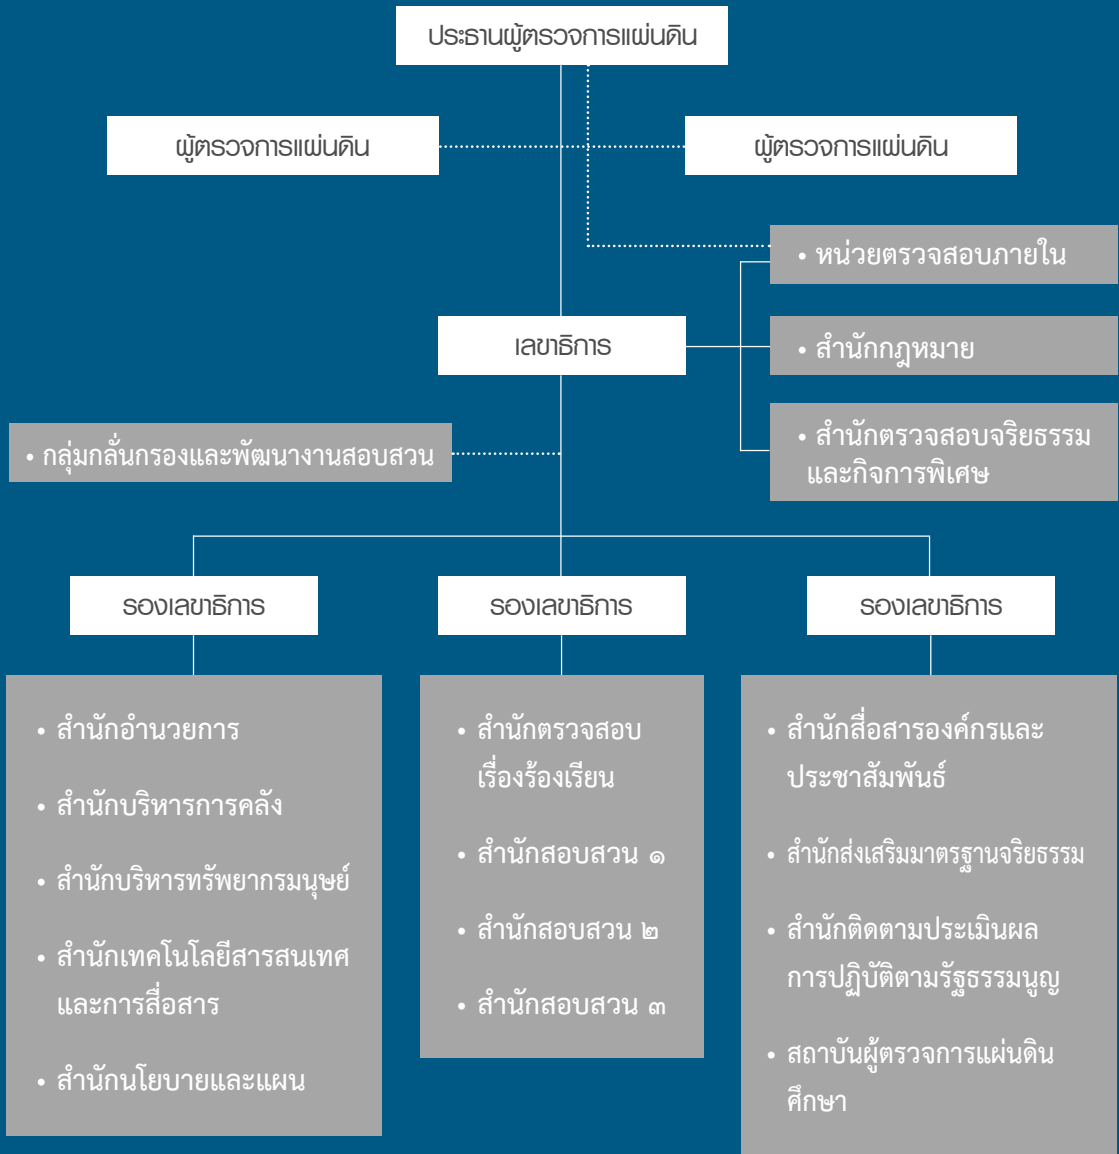 ประธานผู้ตรวจการแผ่นดิน
ผู้ตรวจการแผ่นดิน
ผู้ตรวจการแผ่นดิน
• หน่วยตรวจสอบภายใน
เลขาธิการ
• สำนักกฎหมาย
• สำนักตรวจสอบจริยธรรม
และกิจการพิเศษ
• กลุ่มกลั่นกรองและพัฒนางานสอบสวน
รองเลขาธิการ
รองเลขาธิการ
รองเลขาธิการ
• สำนักอำนวยการ
• สำนักบริหารการคลัง
• สำนักบริหารทรัพยากรมนุษย์
• สำนักเทคโนโลยีสารสนเทศ
และการสื่อสาร
• สำนักนโยบายและแผน
• สำนักตรวจสอบ
เรื่องร้องเรียน
• สำนักสอบสวน ๑
• สำนักสอบสวน ๒
• สำนักสอบสวน ๓
• สำนักสื่อสารองค์กรและ
ประชาสัมพันธ์
• สำนักส่งเสริมมาตรฐานจริยธรรม
• สำนักติดตามประเมินผล
การปฏิบัติตามรัฐธรรมนูญ
• สถาบันผู้ตรวจการแผ่นดิน
ศึกษา